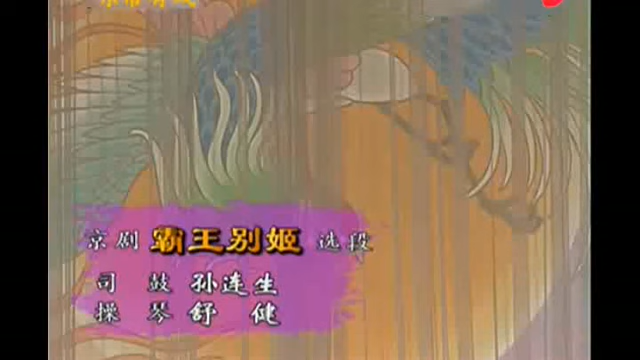 京剧 霸王别姬 选段
司 鼓 孙连生
操 琴 舒 健